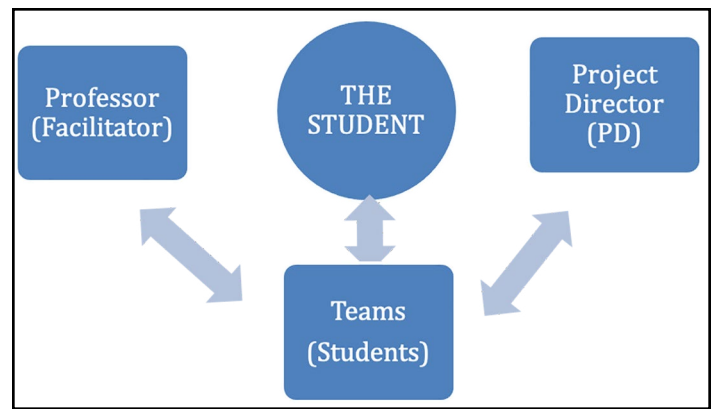 Professor
(Facilitator)
THE
STUDENT
Project
Director
(PD)
Teams
(Students)